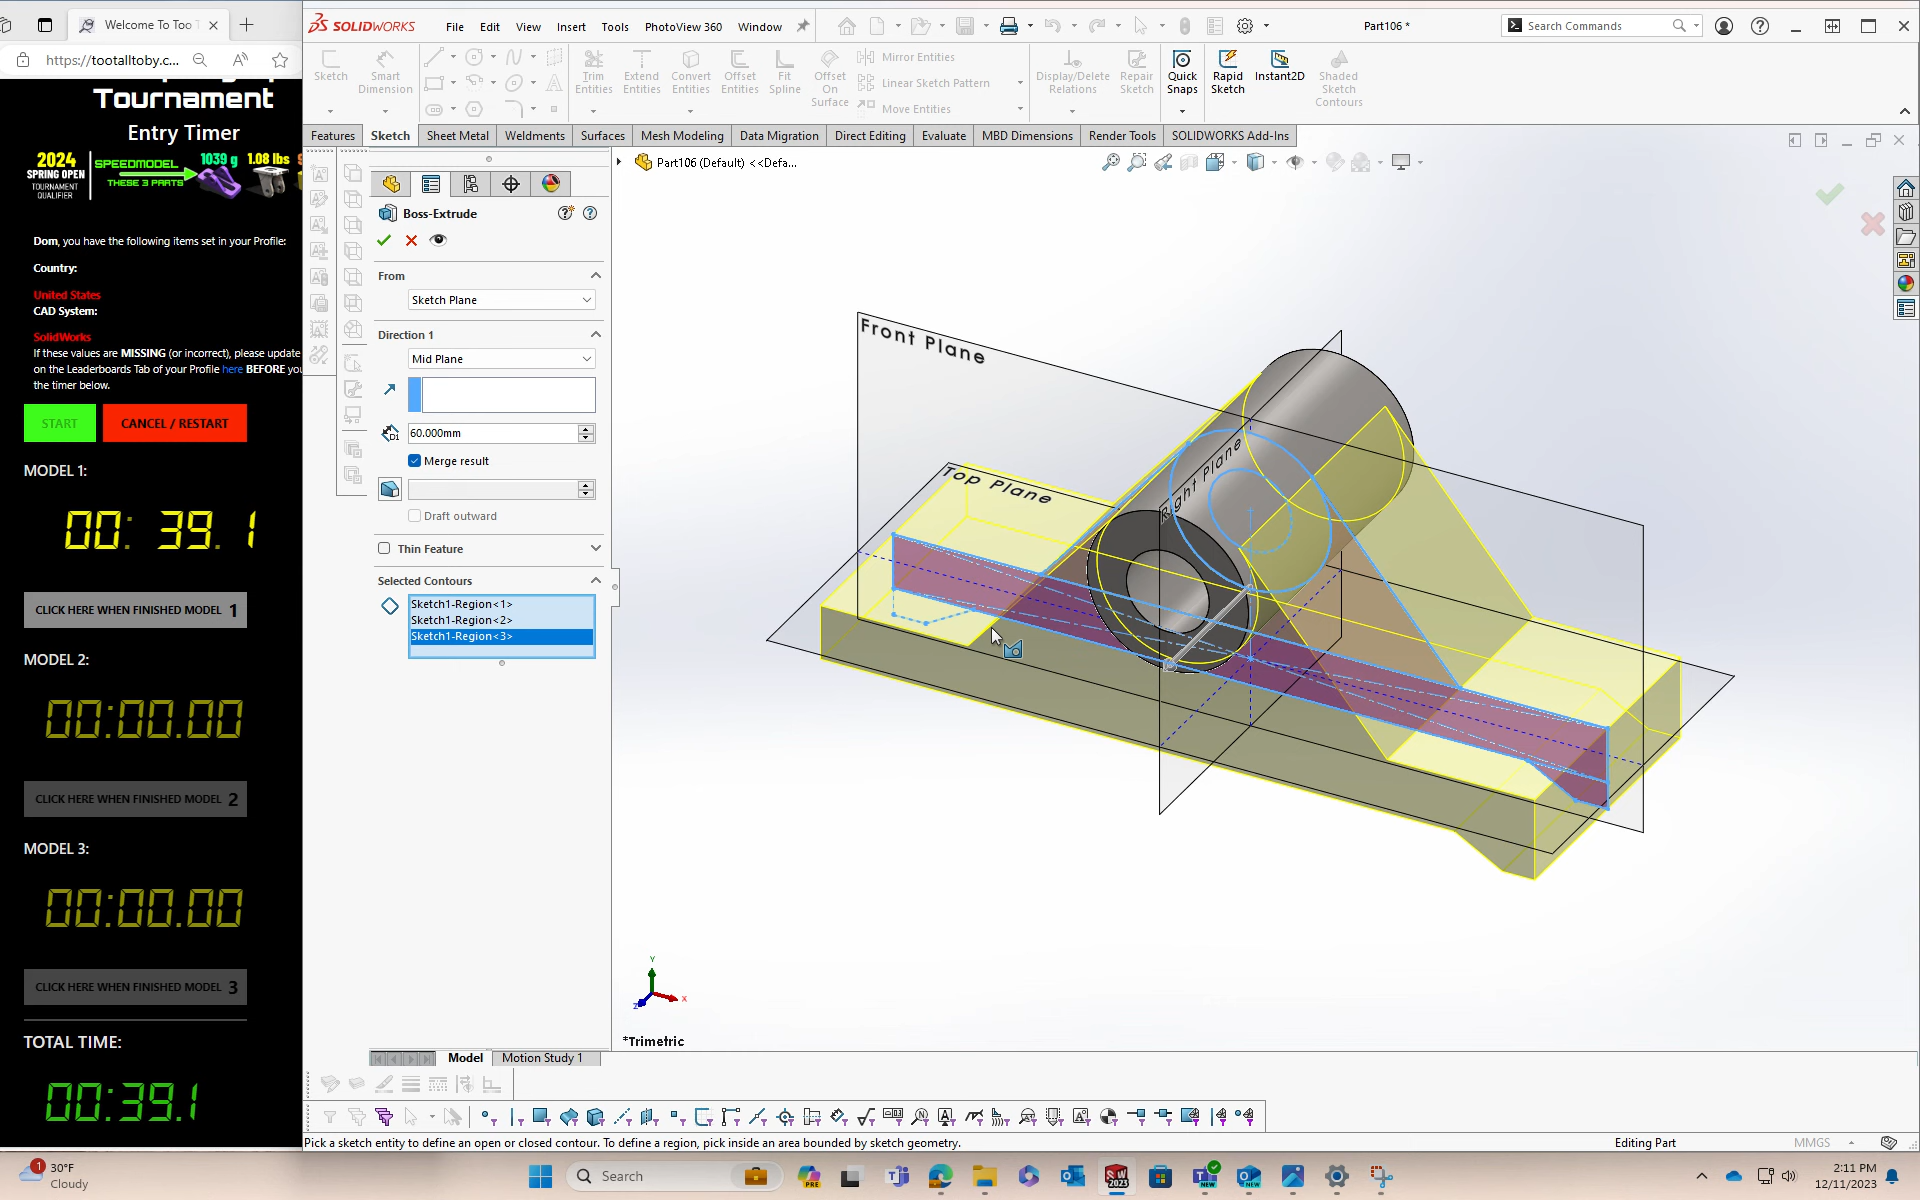 Welcome To Too T
https://tootalltoby.c...
Tournament
Entry Timer
2024
SPRING OPEN
TOURNAMENT
QUALIFIER
SPEEDMODEL
THESE 3 PARTS
1039 g
1.08 lbs
Dom, you have the following items set in your Profile:
Country:
United States
CAD System:
SolidWorks
If these values are MISSING (or incorrect), please update
on the Leaderboards Tab of your Profile here BEFORE you
the timer below.
START
CANCEL / RESTART
MODEL 1:
00: 39. 1
CLICK HERE WHEN FINISHED MODEL 1
MODEL 2:
00:00.00
CLICK HERE WHEN FINISHED MODEL 2
MODEL 3:
00:00.00
CLICK HERE WHEN FINISHED MODEL 3
TOTAL TIME:
00:39.1
SOLIDWORKS
File
Edit
View
Insert
Tools
PhotoView 360
Window
Part106 *
Search Commands
Sketch
Smart Dimension
Trim Entities
Extend Entities
Convert Entities
Offset Entities
Fit Spline
Offset On Surface
Mirror Entities
Linear Sketch Pattern
Move Entities
Display/Delete Relations
Repair Sketch
Quick Snaps
Rapid Sketch
Instant2D
Shaded Sketch Contours
Features
Sketch
Sheet Metal
Weldments
Surfaces
Mesh Modeling
Data Migration
Direct Editing
Evaluate
MBD Dimensions
Render Tools
SOLIDWORKS Add-Ins
Part106 (Default) <<Defa...
Boss-Extrude
From
Sketch Plane
Direction 1
Mid Plane
D1
60.000mm
Merge result
Draft outward
Thin Feature
Selected Contours
Sketch1-Region<1>
Sketch1-Region<2>
Sketch1-Region<3>
Front Plane
Top Plane
Right Plane
Y
X
Z
*Trimetric
Model
Motion Study 1
Pick a sketch entity to define an open or closed contour. To define a region, pick inside an area bounded by sketch geometry.
Editing Part
MMGS
1
30°F
Cloudy
Search
PRE
SW
2023
NEW
NEW
2:11 PM
12/11/2023